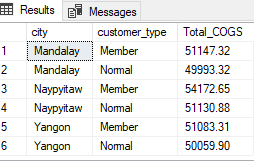 Results Messages
city customer_type Total_COGS
1 Mandalay Member 51147.32
2 Mandalay Normal 49993.32
3 Naypyitaw Member 54172.65
4 Naypyitaw Normal 51130.88
5 Yangon Member 51083.31
6 Yangon Normal 50059.90